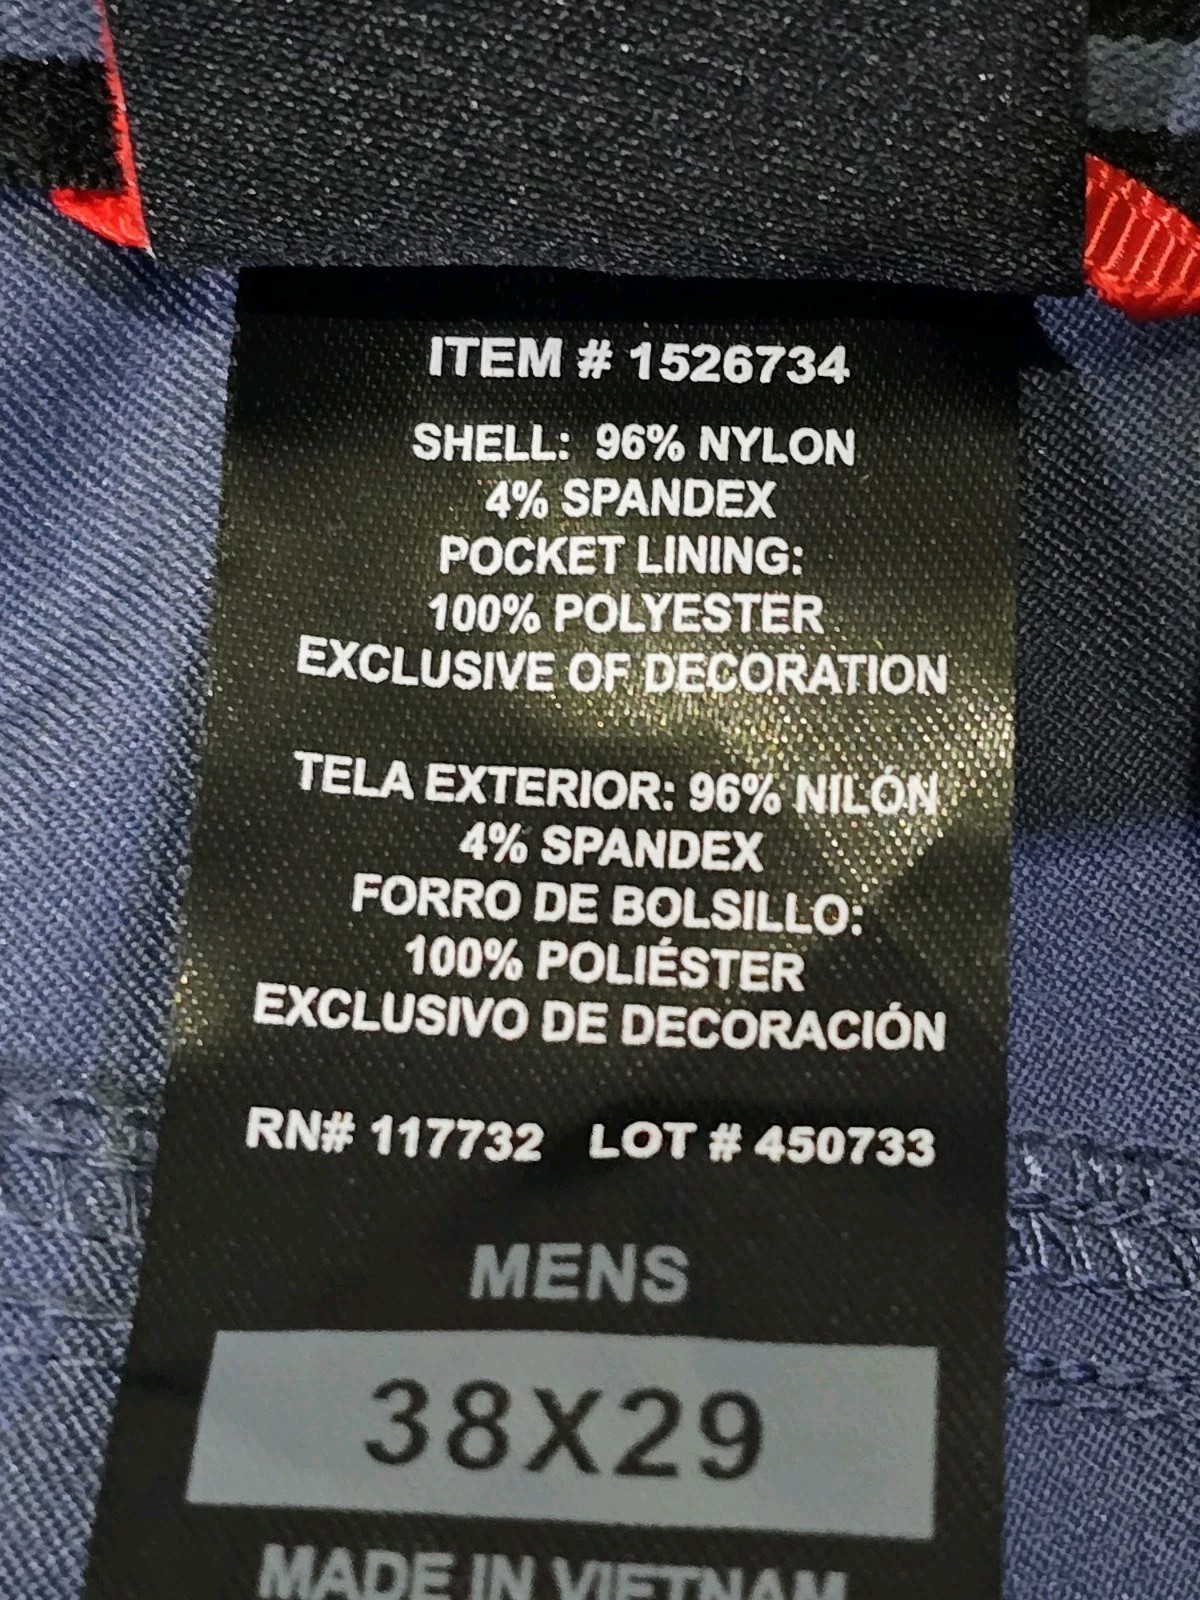 ITEM # 1526734
SHELL: 96% NYLON
4% SPANDEX
POCKET LINING:
100% POLYESTER
EXCLUSIVE OF DECORATION
TELA EXTERIOR: 96% NILÓN
4% SPANDEX
FORRO DE BOLSILLO:
100% POLIÉSTER
EXCLUSIVO DE DECORACIÓN
RN# 117732 LOT # 450733
MENS
38X29
MADE IN VIETNAM